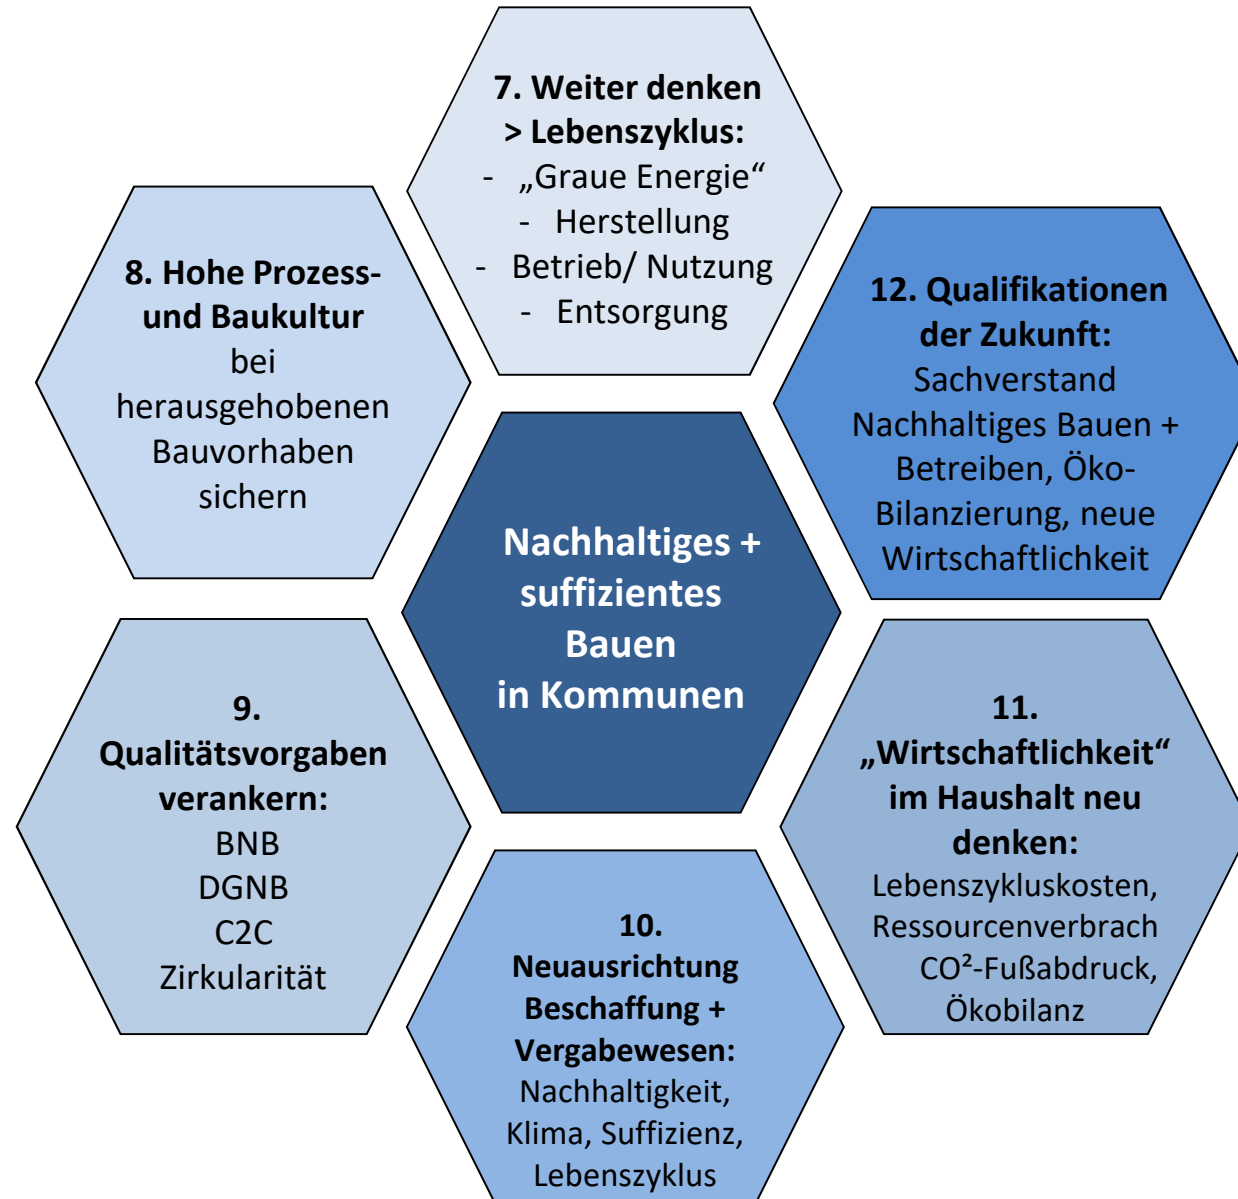 7. Weiter denken
> Lebenszyklus:
- „Graue Energie“
- Herstellung
- Betrieb/ Nutzung
- Entsorgung
8. Hohe Prozess-
und Baukultur
bei
herausgehobenen
Bauvorhaben
sichern
12. Qualifikationen
der Zukunft:
Sachverstand
Nachhaltiges Bauen +
Betreiben, Öko-
Bilanzierung, neue
Wirtschaftlichkeit
Nachhaltiges +
suffizientes
Bauen
in Kommunen
9.
Qualitätsvorgaben
verankern:
BNB
DGNB
C2C
Zirkularität
11.
„Wirtschaftlichkeit“
im Haushalt neu
denken:
Lebenszykluskosten,
Ressourcenverbrach
CO²-Fußabdruck,
Ökobilanz
10.
Neuausrichtung
Beschaffung +
Vergabewesen:
Nachhaltigkeit,
Klima, Suffizienz,
Lebenszyklus